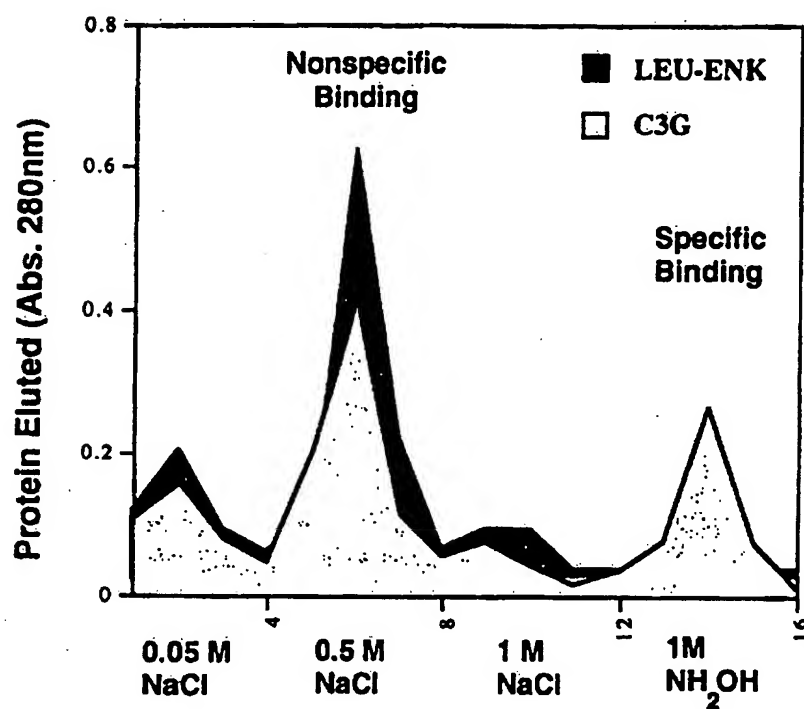 0.8
Nonspecific
Binding
LEU-ENK
C3G
0.6
Specific
Binding
0.4
0.2
0
Protein Eluted (Abs. 280nm)
4
8
12
16
0.05 M
NaCl
0.5 M
NaCl
1 M
NaCl
1M
NH2OH